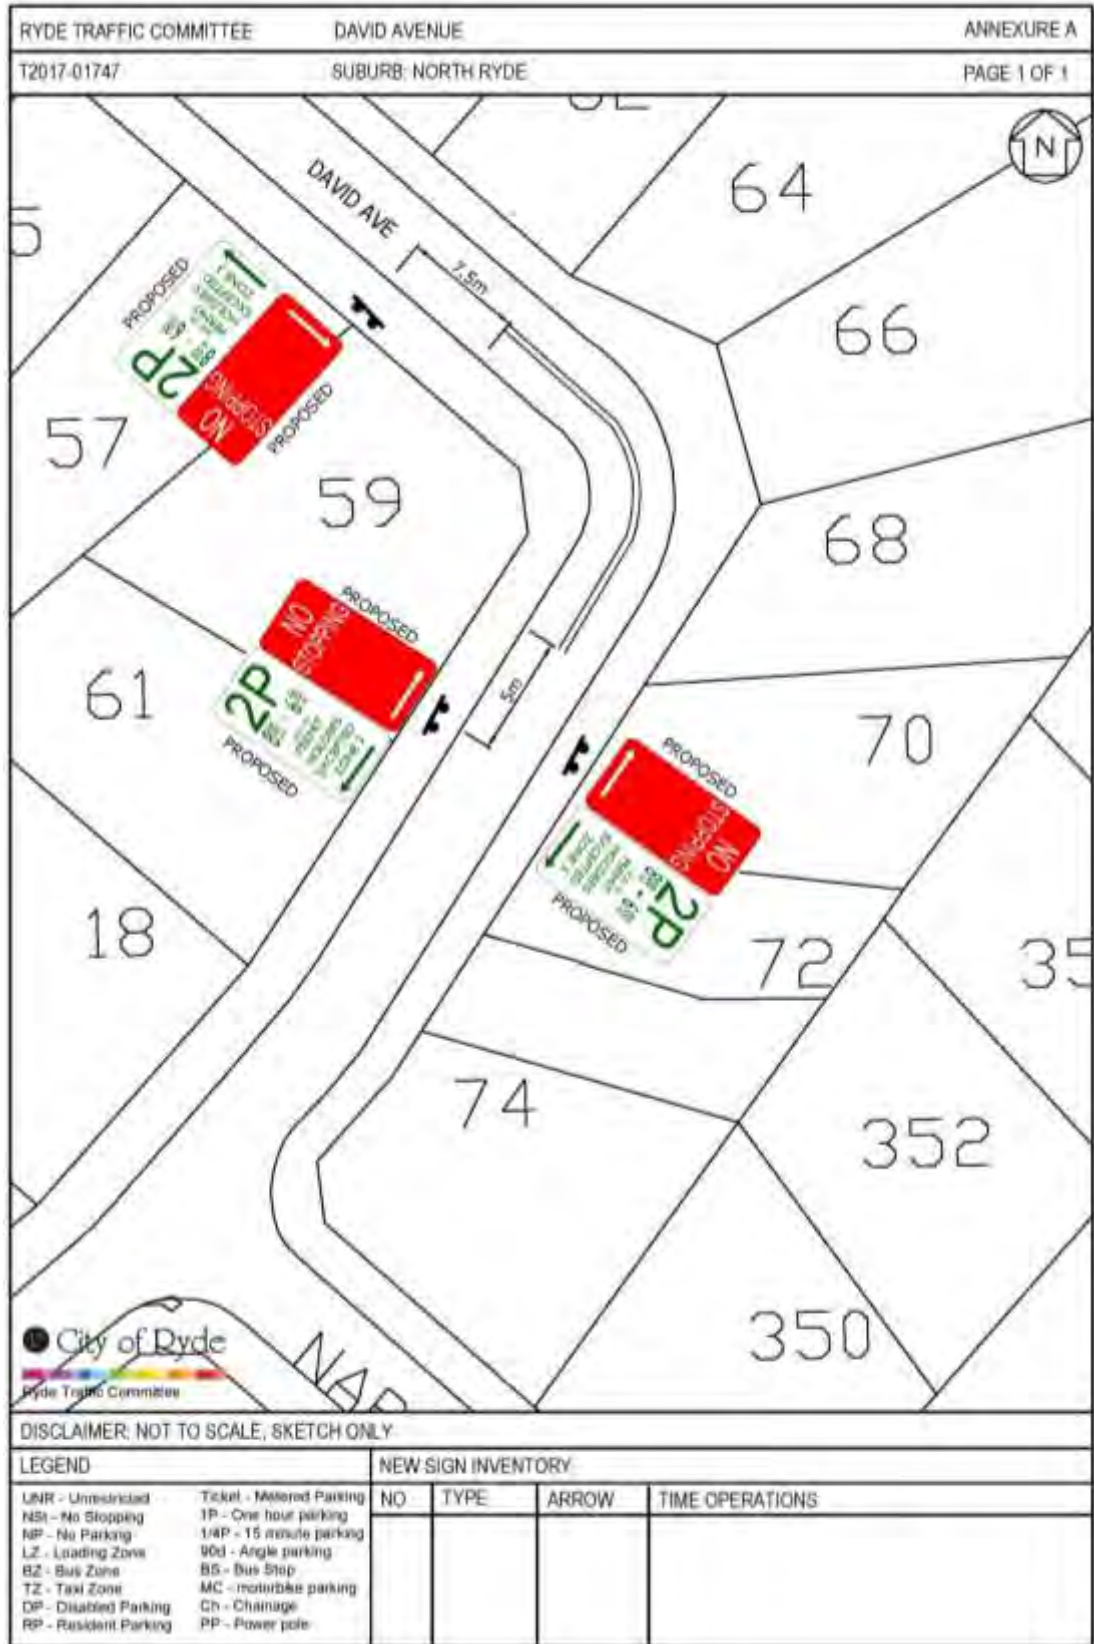 RYDE TRAFFIC COMMITTEE DAVID AVENUE ANNEXURE A
T2017-01747 SUBURB: NORTH RYDE PAGE 1 OF 1
N
64
DAVID AVE
7.5m
66
PROPOSED
2P
NO
STOPPING
PROPOSED
57
59
68
PROPOSED
NO
STOPPING
2P
PROPOSED
61
5m
70
PROPOSED
NO
STOPPING
2P
PROPOSED
18
72
35
74
352
350
City of Ryde
Ryde Traffic Committee
DISCLAIMER: NOT TO SCALE, SKETCH ONLY
LEGEND
UNR - Unrestricted
NSt - No Stopping
NP - No Parking
LZ - Loading Zone
BZ - Bus Zone
TZ - Taxi Zone
DP - Disabled Parking
RP - Resident Parking
Ticket - Metered Parking
1P - One hour parking
1/4P - 15 minute parking
90d - Angle parking
BS - Bus Stop
MC - motorbike parking
Ch - Chainage
PP - Power pole
NEW SIGN INVENTORY
NO TYPE ARROW TIME OPERATIONS